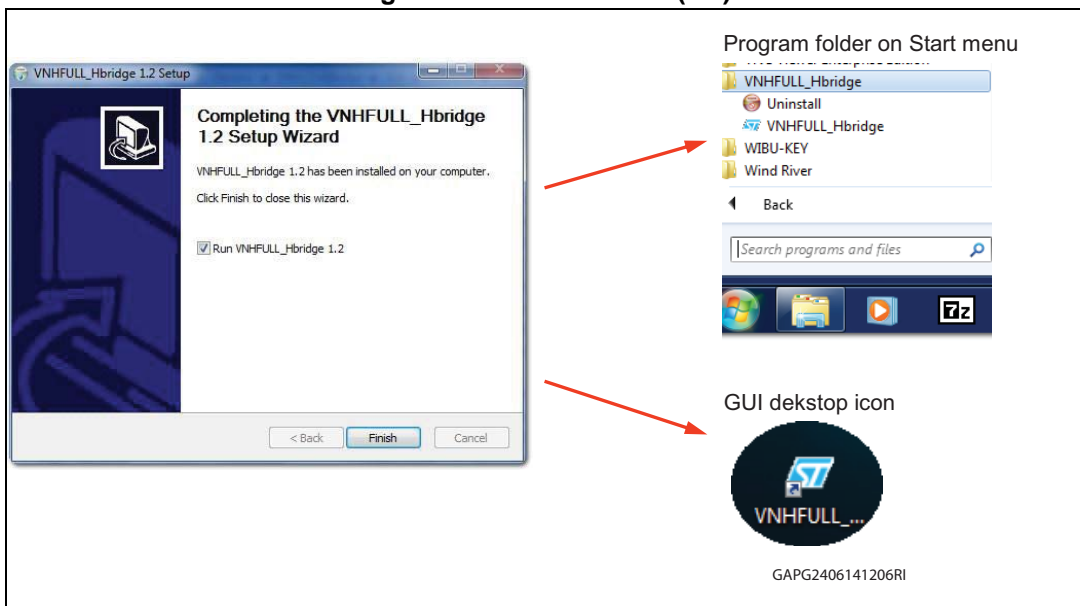 Program folder on Start menu
VNHFULL_Hbridge 1.2 Setup
Completing the VNHFULL_Hbridge
1.2 Setup Wizard
VNHFULL_Hbridge 1.2 has been installed on your computer.
Click Finish to close this wizard.
Run VNHFULL_Hbridge 1.2
< Back
Finish
Cancel
VNHFULL_Hbridge
Uninstall
VNHFULL_Hbridge
WIBU-KEY
Wind River
Back
Search programs and files
7z
GUI dekstop icon
ST
VNHFULL_...
GAPG2406141206RI